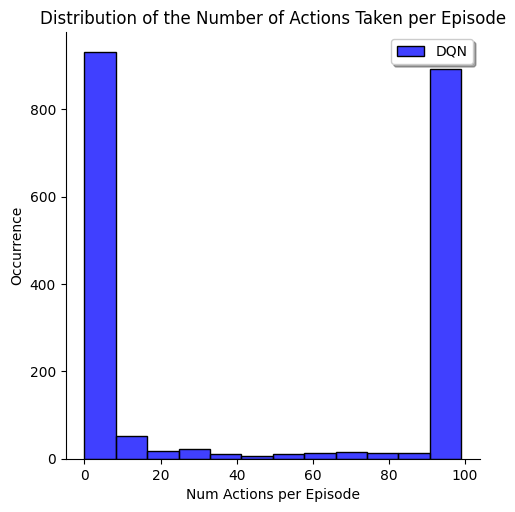 Distribution of the Number of Actions Taken per Episode
DQN
800
600
400
200
0
Occurrence
0 20 40 60 80 100
Num Actions per Episode